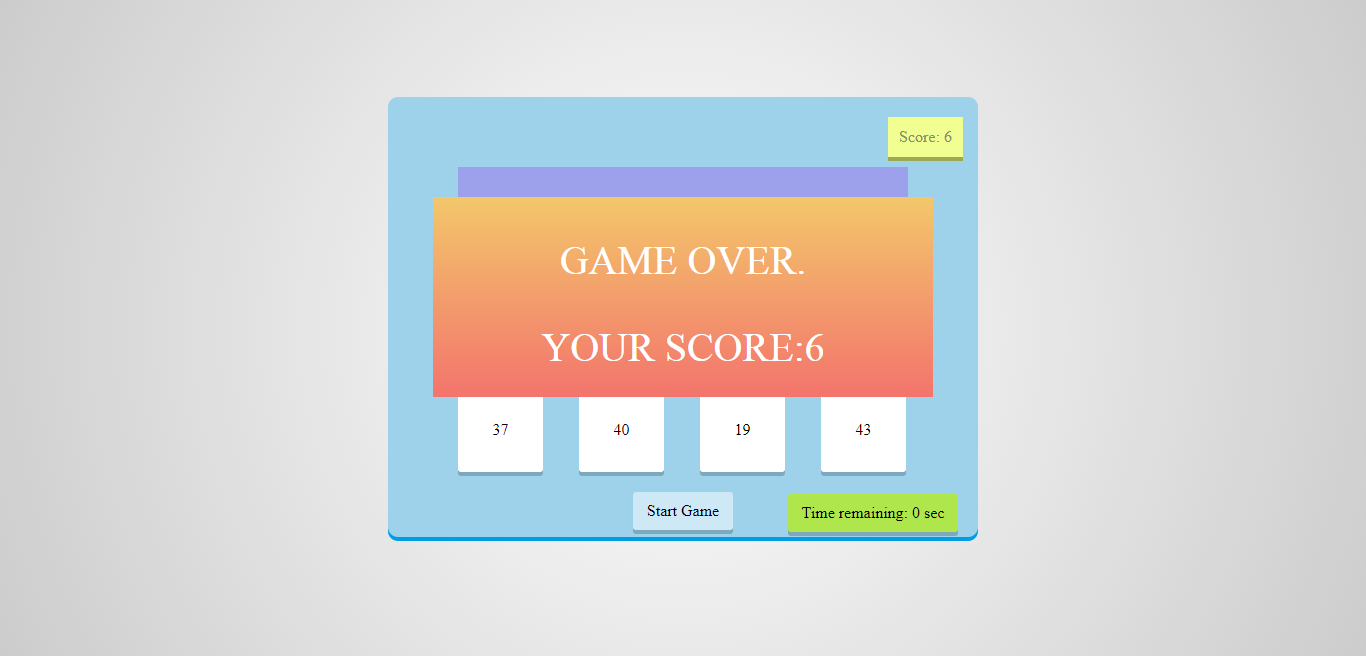 Score: 6
GAME OVER.
YOUR SCORE:6
37 40 19 43
Start Game
Time remaining: 0 sec